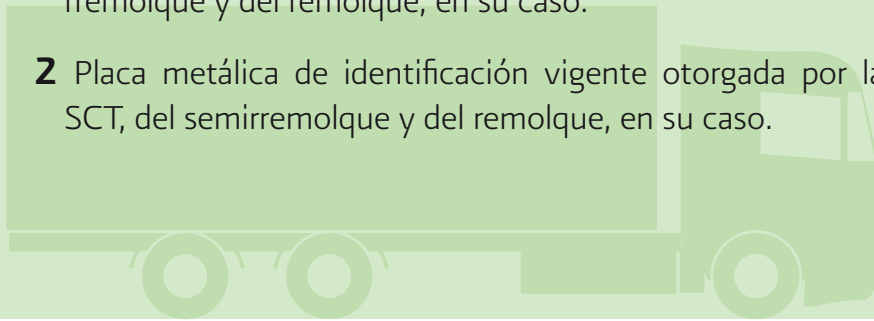 rremolque y del remolque, en su caso.
2 Placa metálica de identificación vigente otorgada por la
SCT, del semirremolque y del remolque, en su caso.